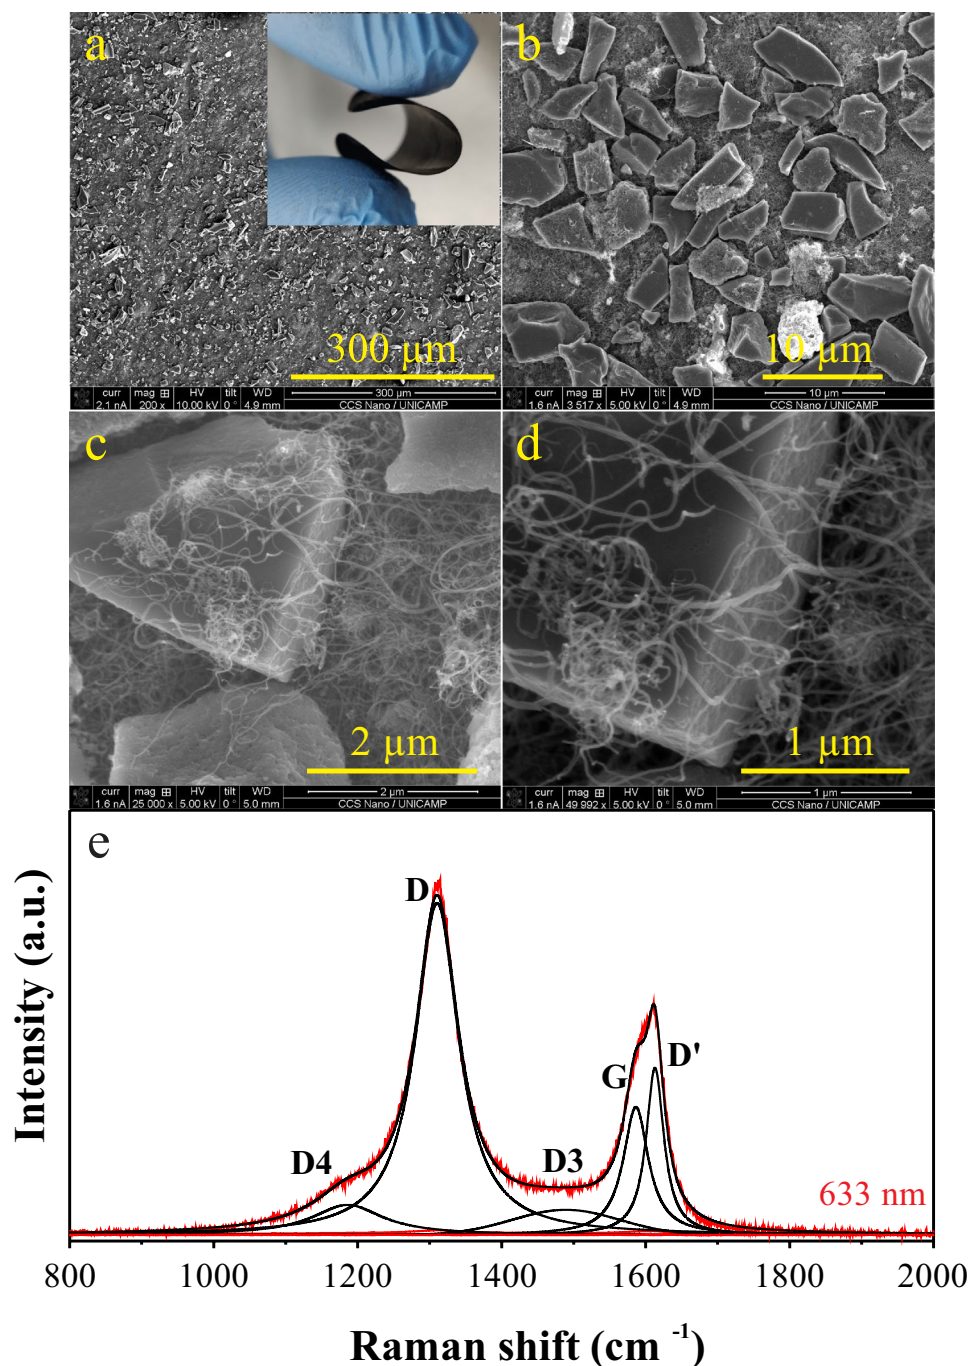 a
300 µm
curr mag ⊞ HV tilt WD
2.1 nA 200 x 10.00 kV 0 ° 4.9 mm
300 µm
CCS Nano / UNICAMP
b
10 µm
curr mag ⊞ HV tilt WD
1.6 nA 3 517 x 5.00 kV 0 ° 4.9 mm
10 µm
CCS Nano / UNICAMP
c
2 µm
curr mag ⊞ HV tilt WD
1.6 nA 25 000 x 5.00 kV 0 ° 5.0 mm
2 µm
CCS Nano / UNICAMP
d
1 µm
curr mag ⊞ HV tilt WD
1.6 nA 49 992 x 5.00 kV 0 ° 5.0 mm
1 µm
CCS Nano / UNICAMP
e
Intensity (a.u.)
D
D'
G
D4
D3
633 nm
800 1000 1200 1400 1600 1800 2000
Raman shift (cm ⁻¹)